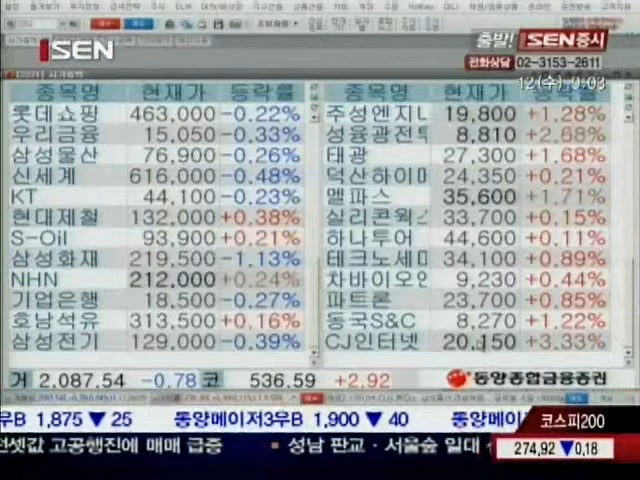 SEN
출발! SEN증시
전화상담 02-3153-2611
12(수) 0:03
종목명 현재가 등락률 종목명 현재가 등락률
롯데쇼핑 463,000 -0.22% 주성엔지니 19,800 +1.28%
우리금융 15,050 -0.33% 성융광전투 8,810 +2.68%
삼성물산 76,900 -0.26% 태광 27,300 +1.68%
신세계 616,000 -0.48% 덕산하이메 24,350 +0.21%
KT 44,100 -0.23% 멜파스 35,600 +1.71%
현대제철 132,000 +0.38% 실리콘웍스 33,700 +0.15%
S-Oil 93,900 +0.21% 하나투어 44,600 +0.11%
삼성화재 219,500 -1.13% 테크노세미 34,100 +0.89%
NHN 212,000 +0.24% 차바이오앤 9,230 +0.44%
기업은행 18,500 -0.27% 파트론 23,700 +0.85%
호남석유 313,500 +0.16% 동국S&C 8,270 +1.22%
삼성전기 129,000 -0.39% CJ인터넷 20,150 +3.33%
거 2,087.54 -0.78 코 536.59 +2.92 동양종합금융증권
우B 1,875 ▼ 25 동양메이저3우B 1,900 ▼ 40 동양메이 코스피200
전셋값 고공행진에 매매 급증 ▪ 성남 판교·서울숲 일대 274,92 ▼0,18